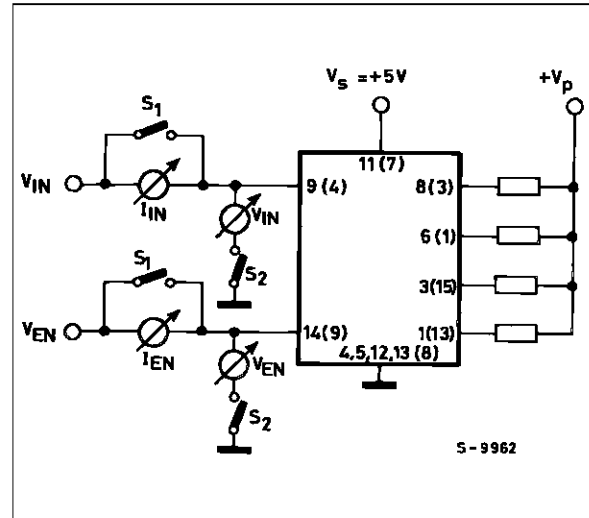 V_s = +5V
+V_p
S_1
11(7)
V_IN
9(4)
8(3)
I_IN
V_IN
6(1)
S_2
S_1
3(15)
V_EN
14(9)
1(13)
I_EN
V_EN
4,5,12,13(8)
S_2
S-9962